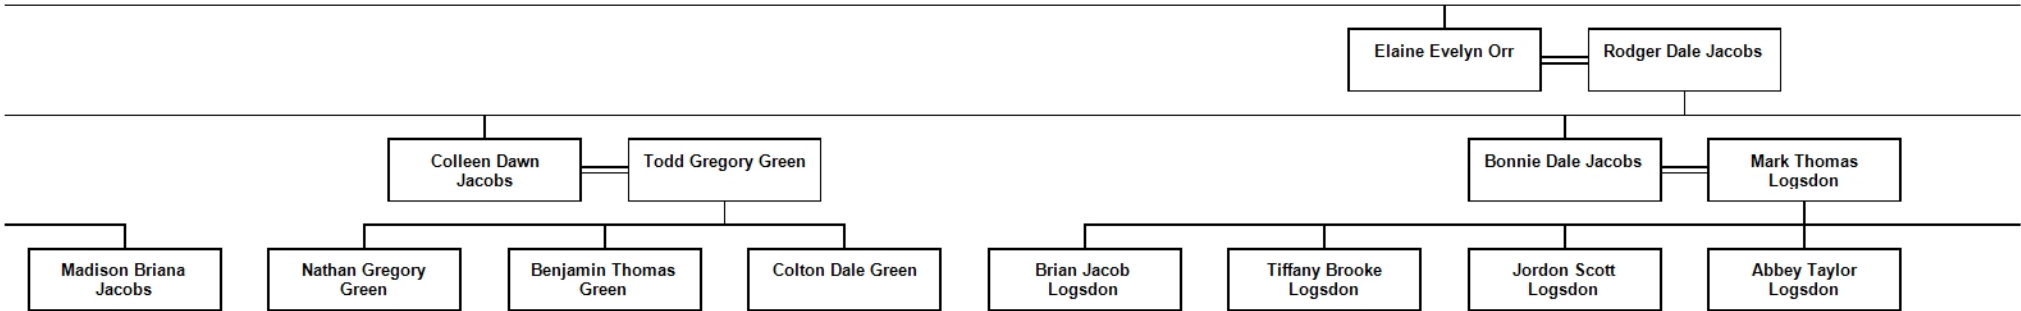 Elaine Evelyn Orr
Rodger Dale Jacobs
Colleen Dawn
Jacobs
Todd Gregory Green
Bonnie Dale Jacobs
Mark Thomas
Logsdon
Madison Briana
Jacobs
Nathan Gregory
Green
Benjamin Thomas
Green
Colton Dale Green
Brian Jacob
Logsdon
Tiffany Brooke
Logsdon
Jordon Scott
Logsdon
Abbey Taylor
Logsdon